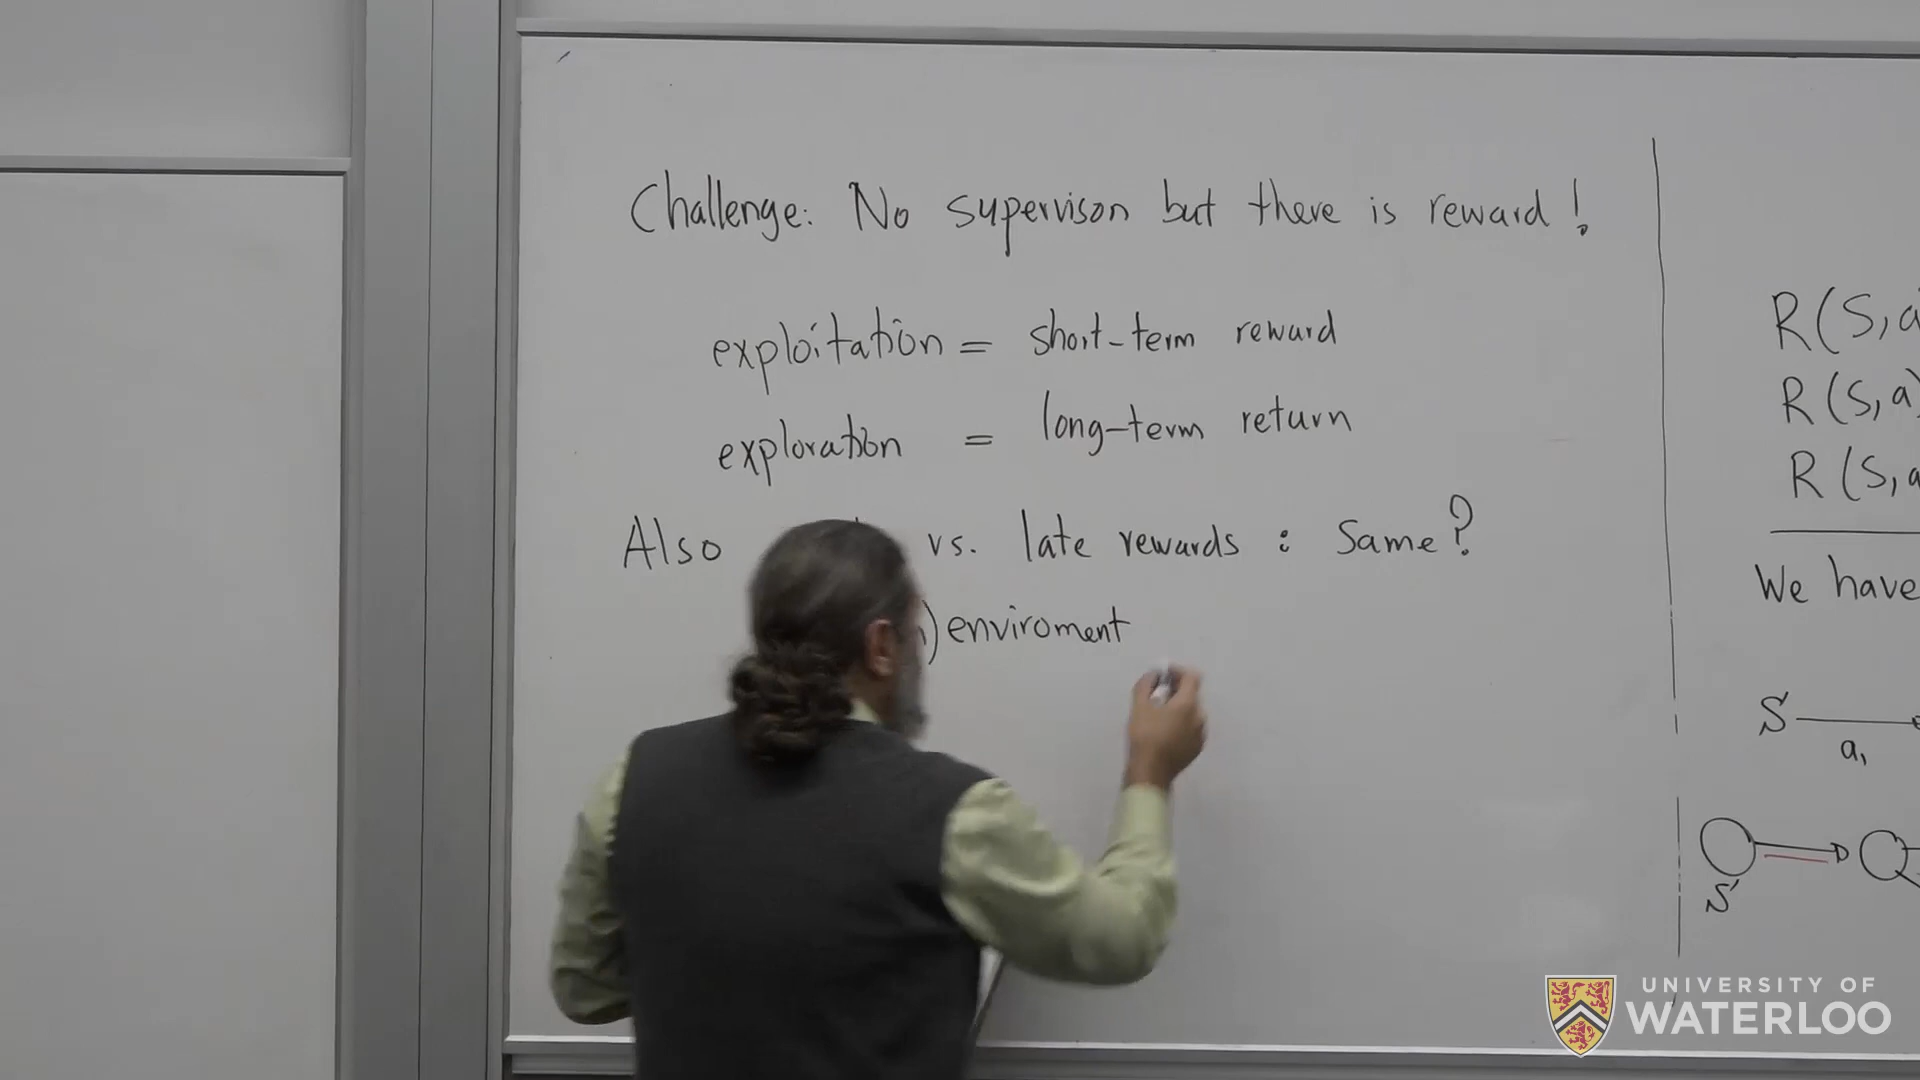 Challenge: No supervison but there is reward!
exploitation = short-term reward
exploration = long-term return
Also vs. late rewards : Same?
) enviroment
R(S, a
R(S, a)
R(S, a
We have
S
a₁
S'
UNIVERSITY OF
WATERLOO